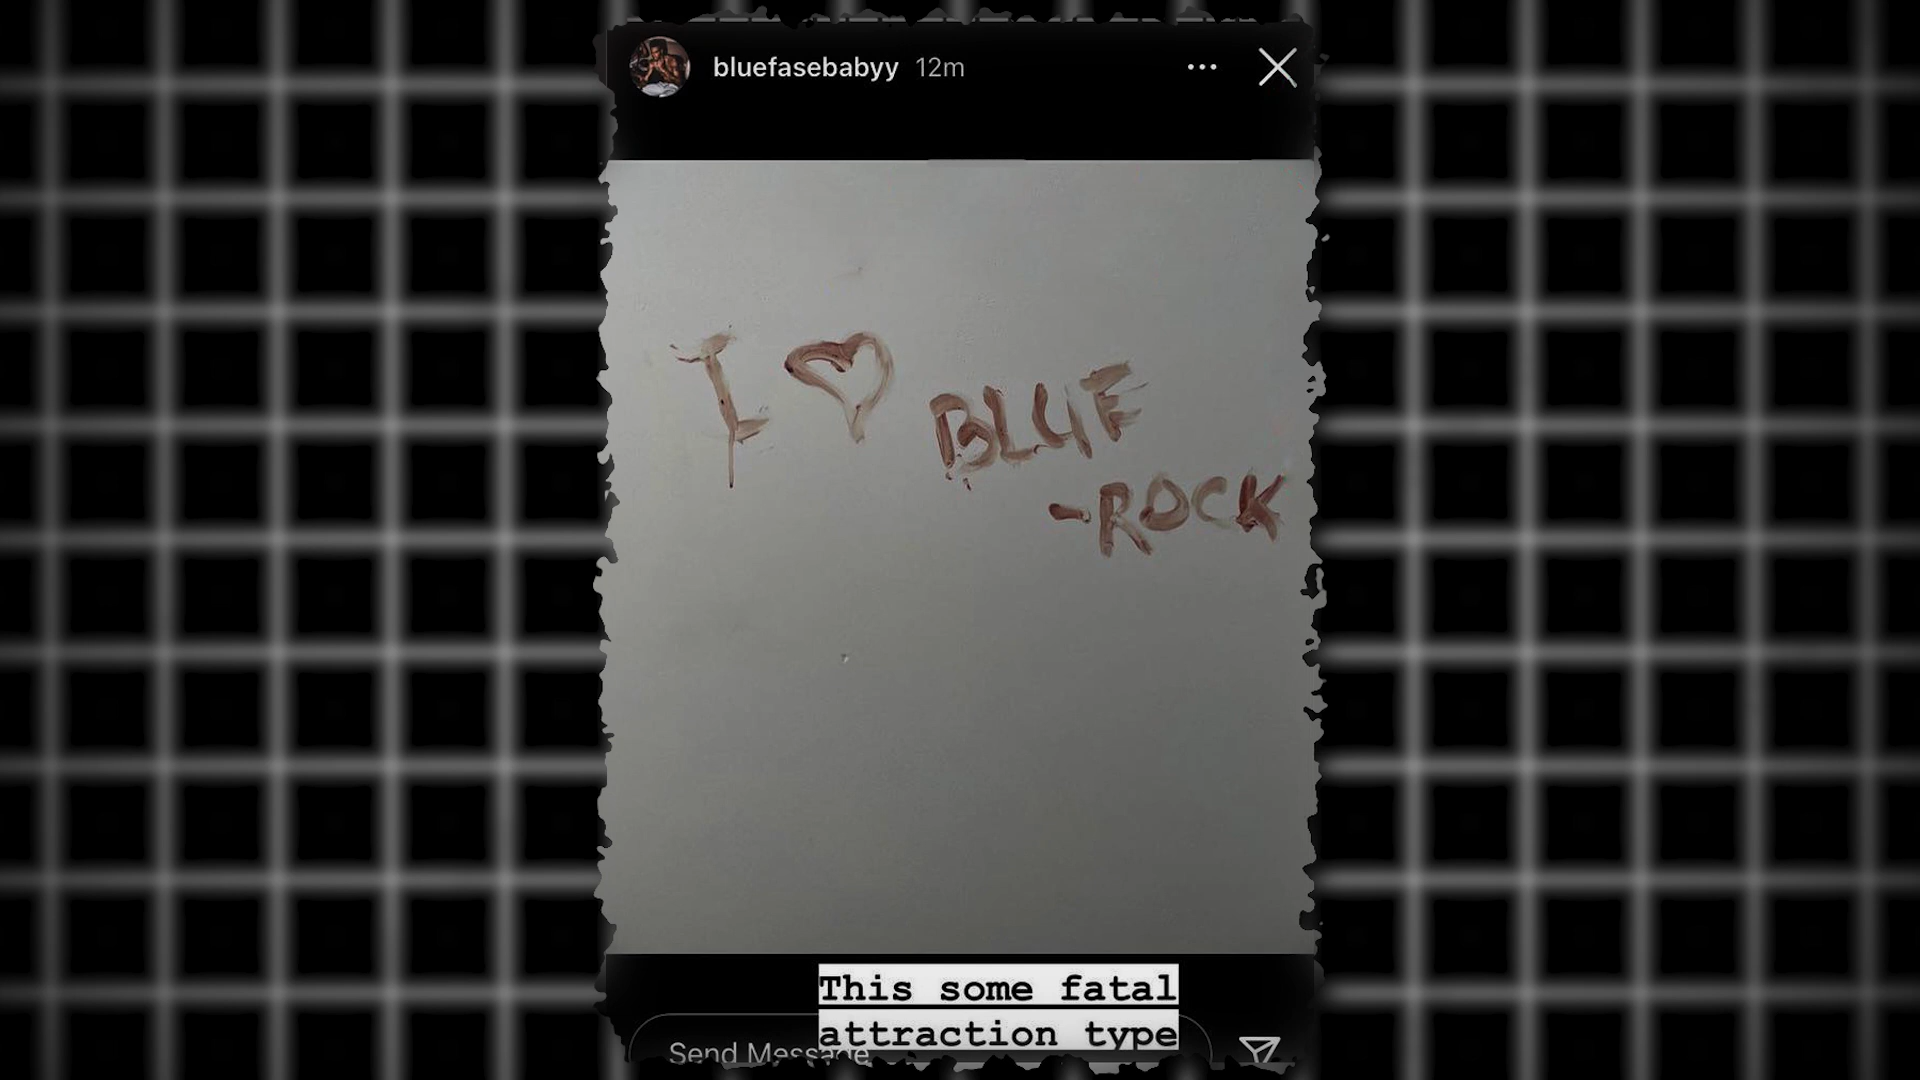 bluefasebabyy 12m
I ♡ BLUE
-ROCK
This some fatal
attraction type
Send Message